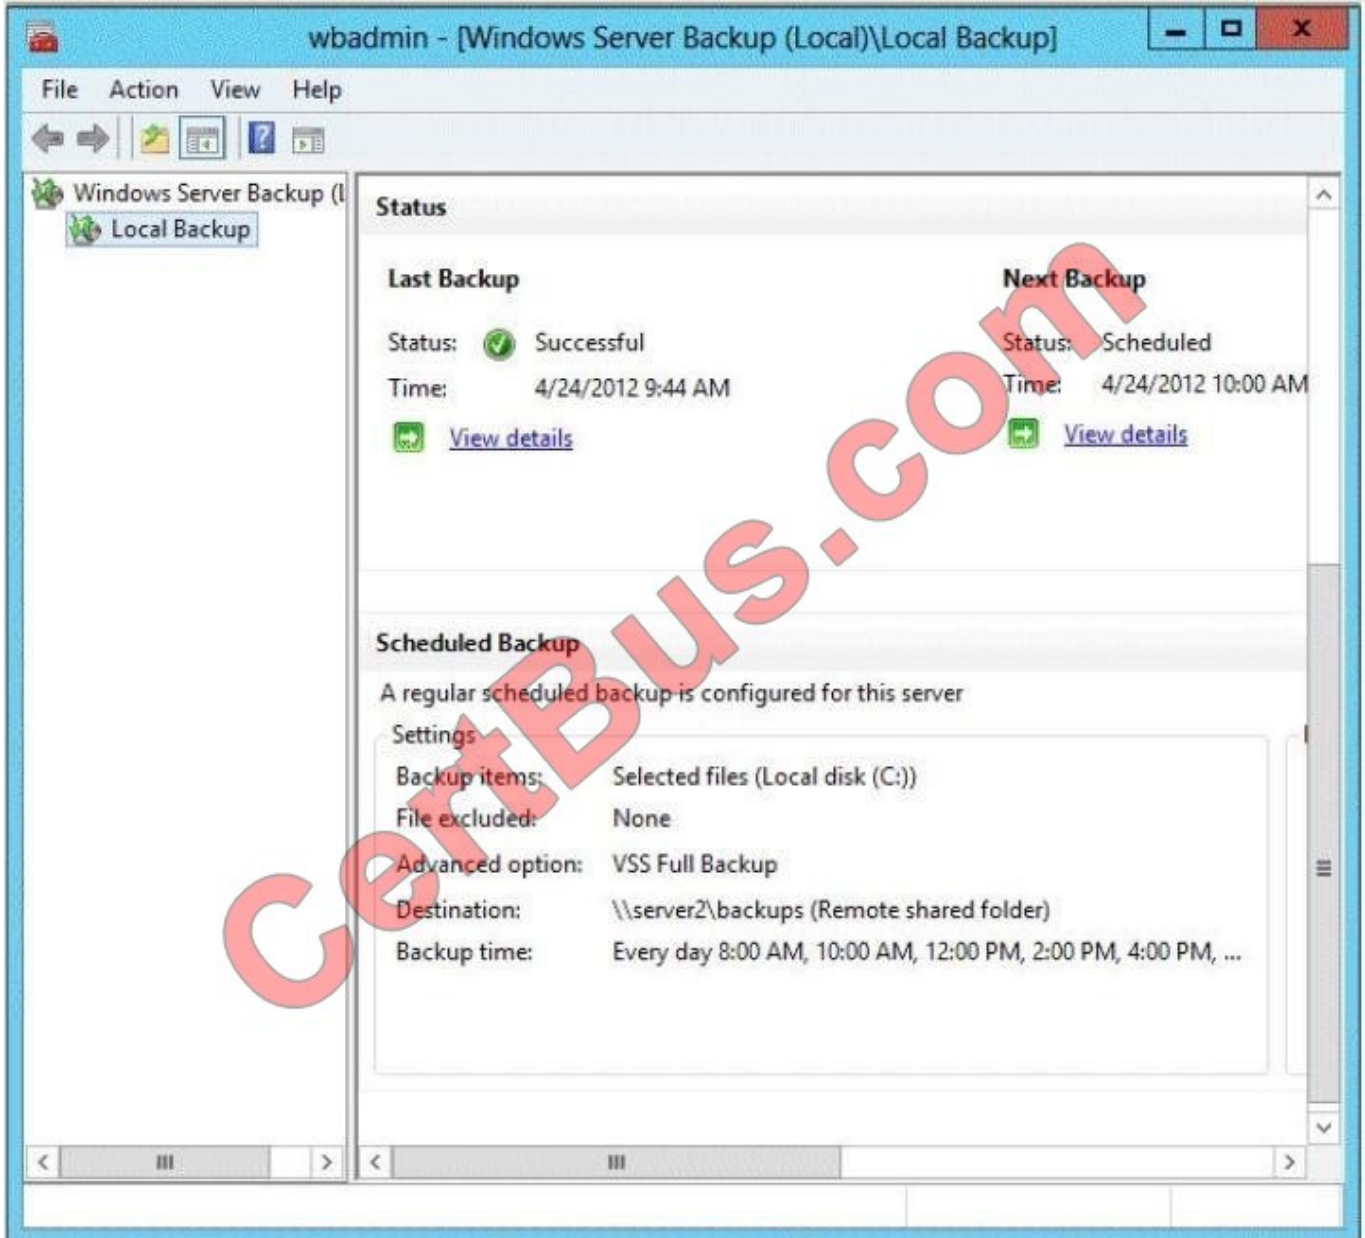 wbadmin - [Windows Server Backup (Local)\Local Backup]
File Action View Help
Windows Server Backup (L
Local Backup
Status
Last Backup
Status: Successful
Time: 4/24/2012 9:44 AM
View details
Next Backup
Status: Scheduled
Time: 4/24/2012 10:00 AM
View details
Scheduled Backup
A regular scheduled backup is configured for this server
Settings
Backup items: Selected files (Local disk (C:))
File excluded: None
Advanced option: VSS Full Backup
Destination: \\server2\backups (Remote shared folder)
Backup time: Every day 8:00 AM, 10:00 AM, 12:00 PM, 2:00 PM, 4:00 PM, ...
CertBus.com